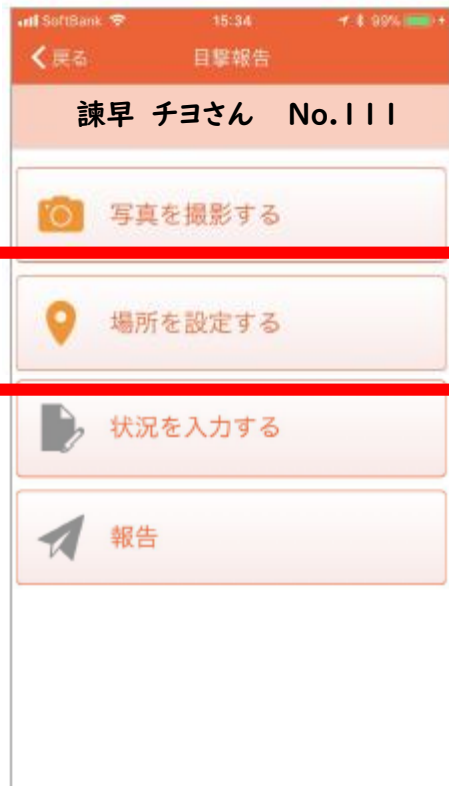 SoftBank 15:34 99%
戻る 目撃報告
諫早 チヨさん No.111
写真を撮影する
場所を設定する
状況を入力する
報告